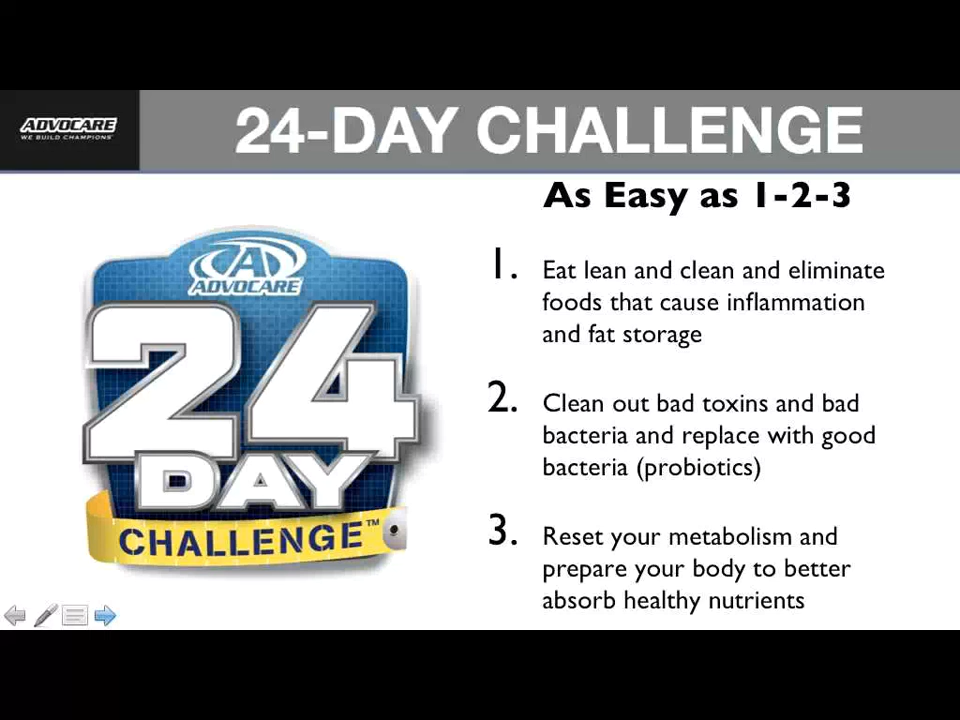 ADVOCARE
WE BUILD CHAMPIONS
24-DAY CHALLENGE
As Easy as 1-2-3
ADVOCARE
24
DAY
CHALLENGE™
1. Eat lean and clean and eliminate
foods that cause inflammation
and fat storage
2. Clean out bad toxins and bad
bacteria and replace with good
bacteria (probiotics)
3. Reset your metabolism and
prepare your body to better
absorb healthy nutrients